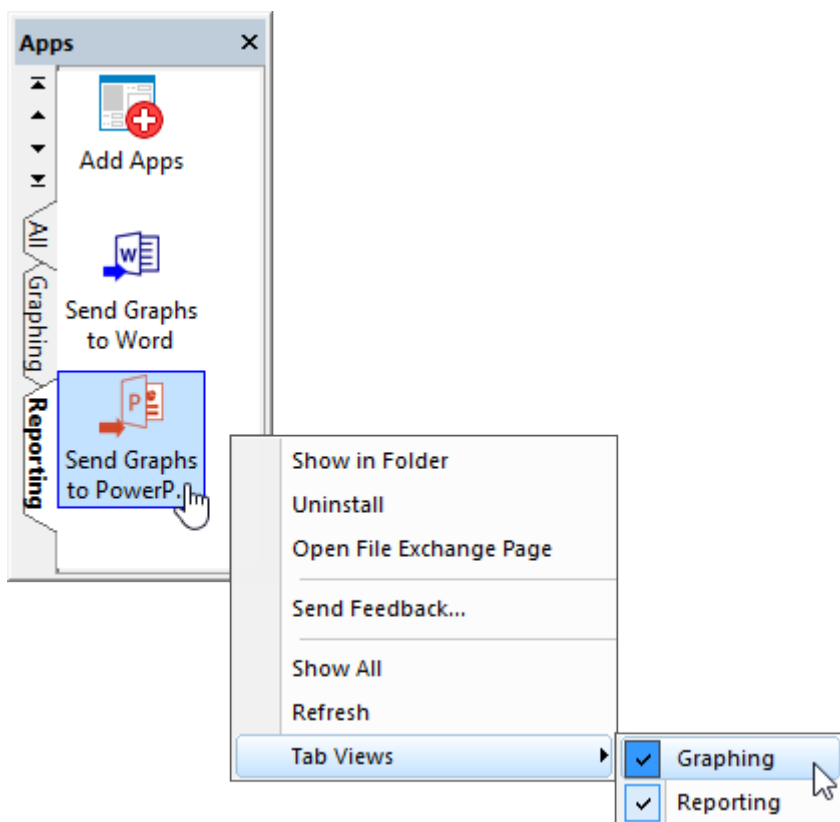 Apps
Add Apps
All
Graphing
Reporting
W
Send Graphs
to Word
P
Send Graphs
to PowerP...
Show in Folder
Uninstall
Open File Exchange Page
Send Feedback...
Show All
Refresh
Tab Views
Graphing
Reporting